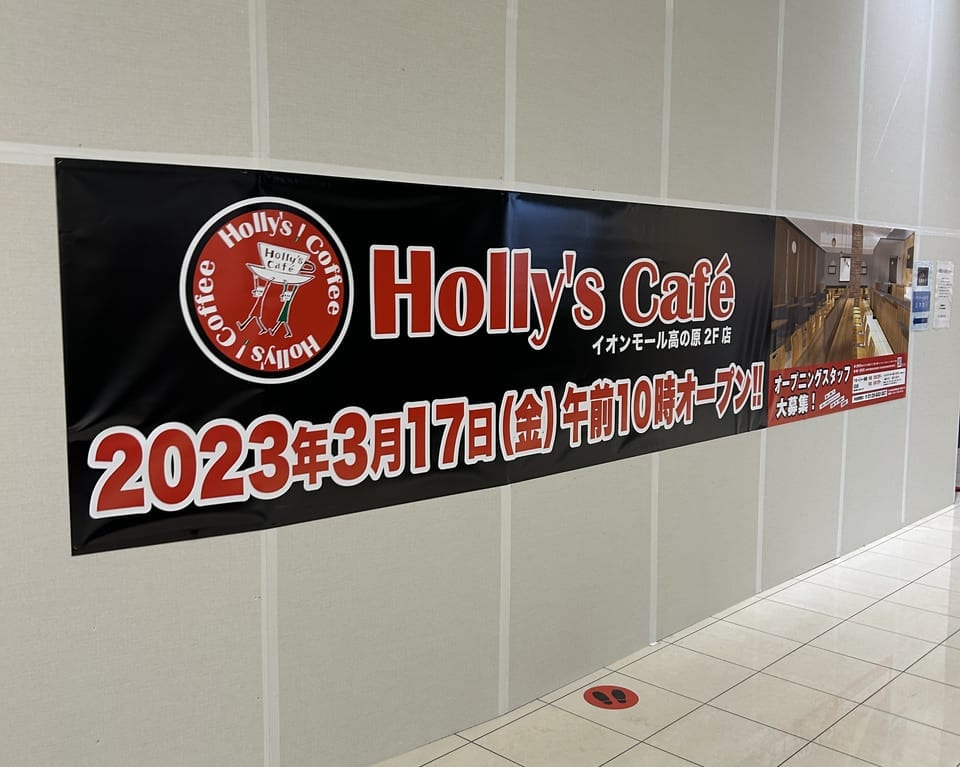 Holly's! Coffee
Holly's! Coffee
Holly's
Café
Holly's Café
イオンモール高の原 2F 店
2023年3月17日(金)午前10時オープン!!
オープニングスタッフ
大募集!